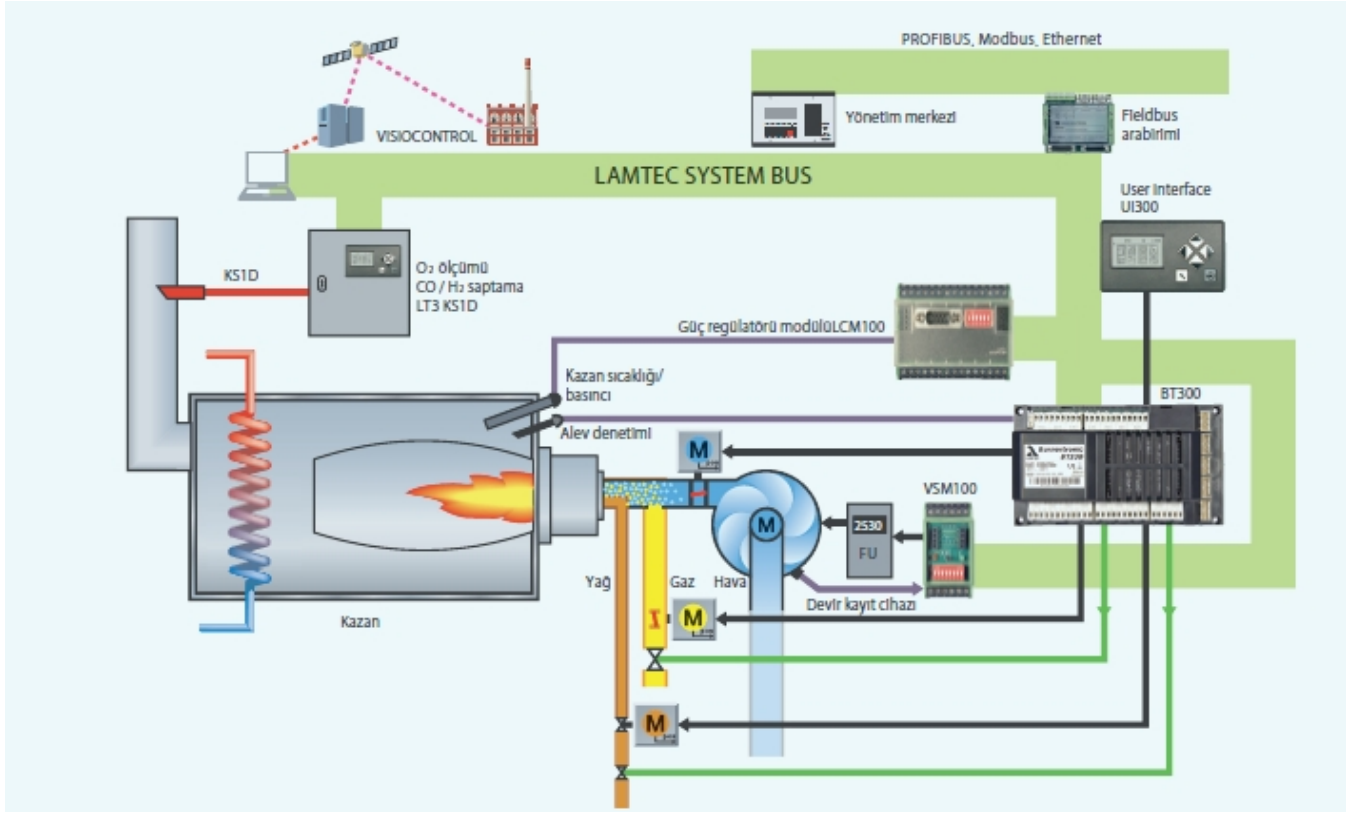 PROFIBUS, Modbus, Ethernet
VISIOCONTROL
Yönetim merkezi
Fieldbus
arabirimi
LAMTEC SYSTEM BUS
User Interface
UI300
KS1D
O₂ ölçümü
CO / H₂ saptama
LT3 KS1D
Güç regülatörü modülüLCM100
Kazan sıcaklığı/
basıncı
BT300
Alev denetimi
M
VSM100
M
2530
FU
Yağ
Gaz
Hava
Devir kayıt cihazı
M
Kazan
M